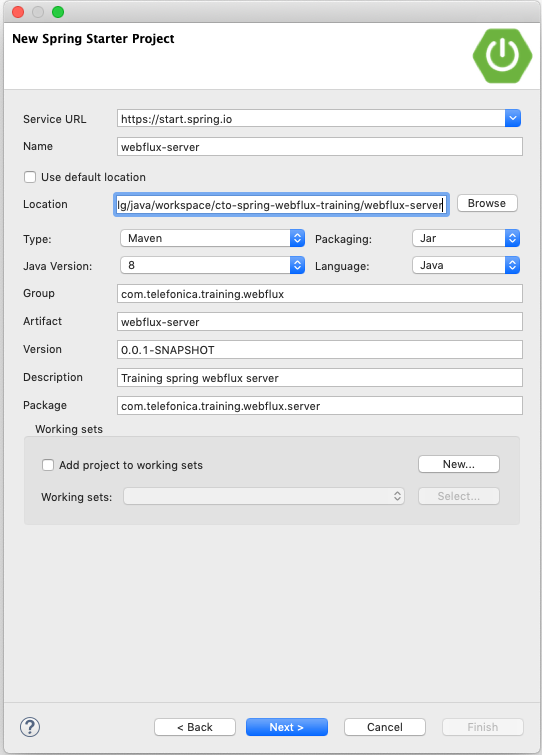 New Spring Starter Project
Service URL https://start.spring.io
Name webflux-server
Use default location
Location lg/java/workspace/cto-spring-webflux-training/webflux-server Browse
Type: Maven Packaging: Jar
Java Version: 8 Language: Java
Group com.telefonica.training.webflux
Artifact webflux-server
Version 0.0.1-SNAPSHOT
Description Training spring webflux server
Package com.telefonica.training.webflux.server
Working sets
Add project to working sets New...
Working sets: Select...
? < Back Next > Cancel Finish